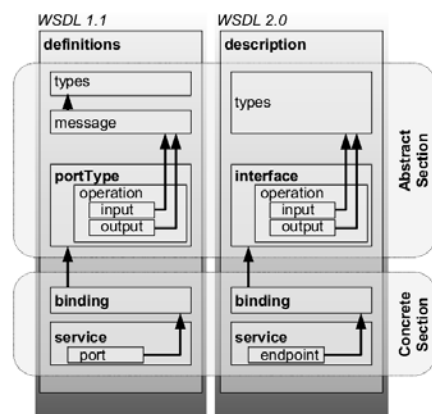 WSDL 1.1
definitions
types
message
portType
operation
input
output
binding
service
port
WSDL 2.0
description
types
interface
operation
input
output
binding
service
endpoint
Abstract
Section
Concrete
Section